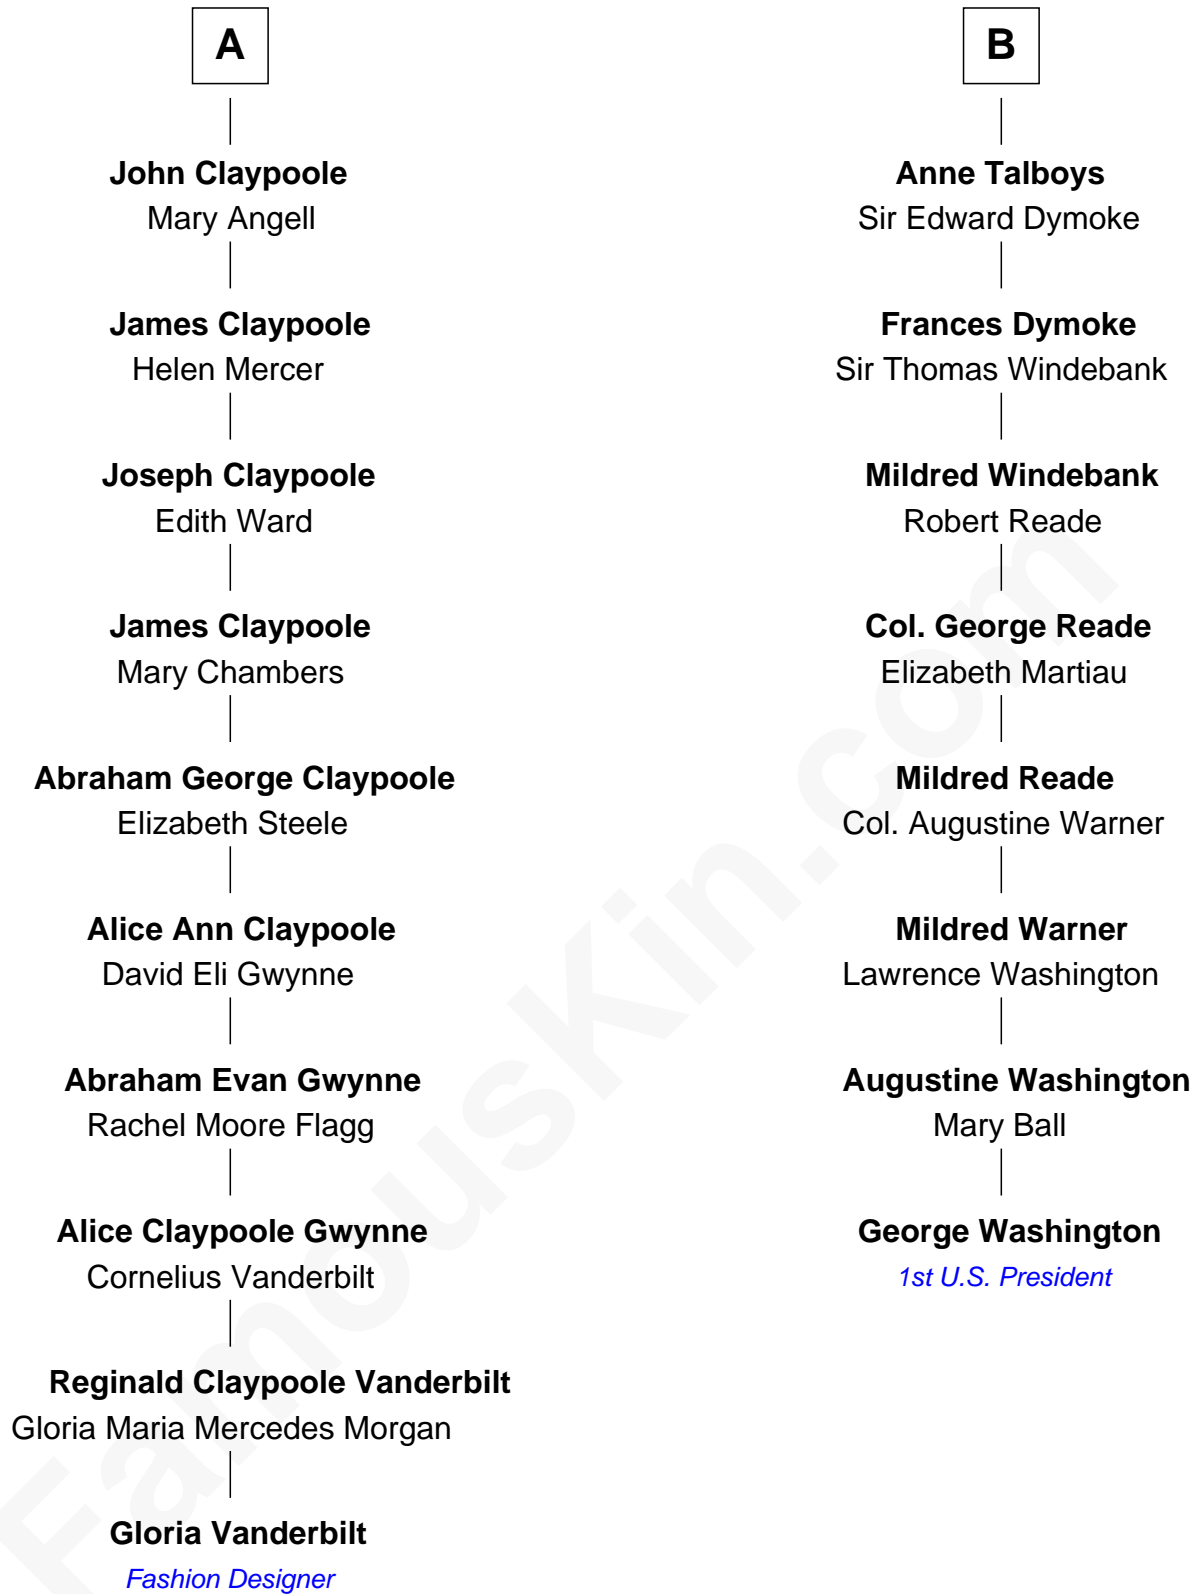 A
John Claypoole
Mary Angell
James Claypoole
Helen Mercer
Joseph Claypoole
Edith Ward
James Claypoole
Mary Chambers
Abraham George Claypoole
Elizabeth Steele
Alice Ann Claypoole
David Eli Gwynne
Abraham Evan Gwynne
Rachel Moore Flagg
Alice Claypoole Gwynne
Cornelius Vanderbilt
Reginald Claypoole Vanderbilt
Gloria Maria Mercedes Morgan
Gloria Vanderbilt
Fashion Designer
B
Anne Talboys
Sir Edward Dymoke
Frances Dymoke
Sir Thomas Windebank
Mildred Windebank
Robert Reade
Col. George Reade
Elizabeth Martiau
Mildred Reade
Col. Augustine Warner
Mildred Warner
Lawrence Washington
Augustine Washington
Mary Ball
George Washington
1st U.S. President
FamousKin.com